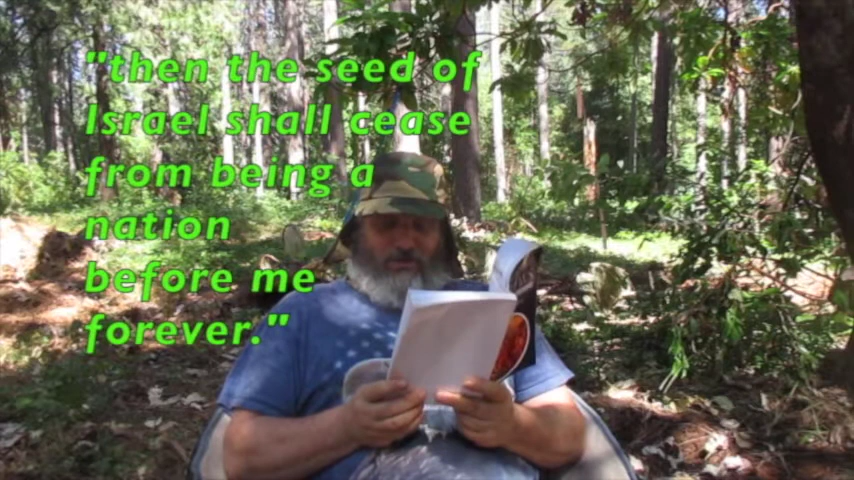 "then the seed of
Israel shall cease
from being a
nation
before me
forever."